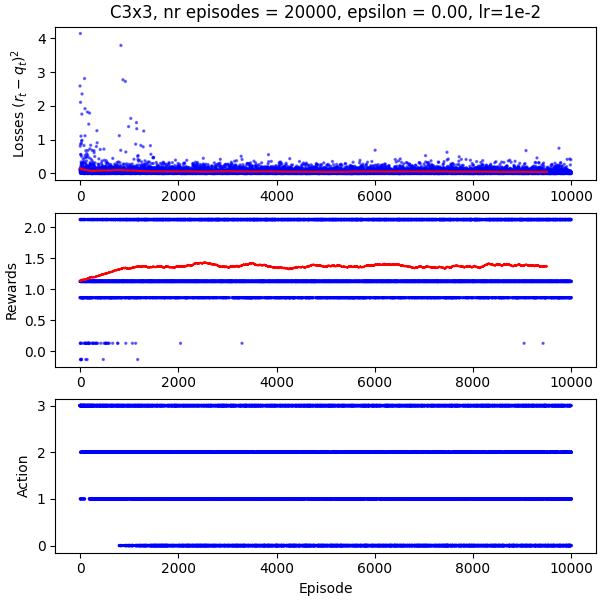 C3x3, nr episodes = 20000, epsilon = 0.00, lr=1e-2
Losses $(r_t - q_t)^2$
4
3
2
1
0
0 2000 4000 6000 8000 10000
Rewards
2.0
1.5
1.0
0.5
0.0
0 2000 4000 6000 8000 10000
Action
3
2
1
0
0 2000 4000 6000 8000 10000
Episode